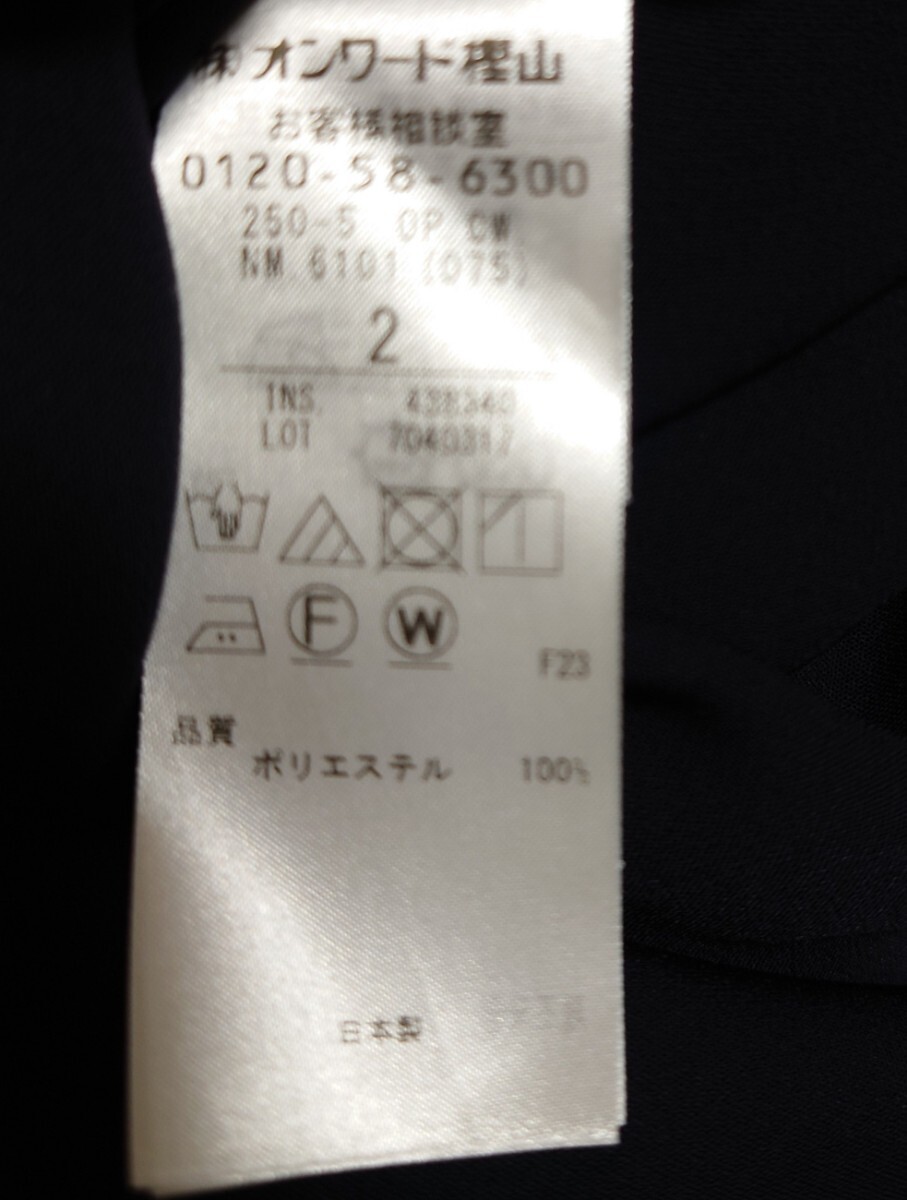 ㈱オンワード樫山
お客様相談室
0120-58-6300
250-5 OP CW
NM 6101 (075)
2
INS. 438340
LOT 7040317
F W
F23
品質
ポリエステル 100%
日本製